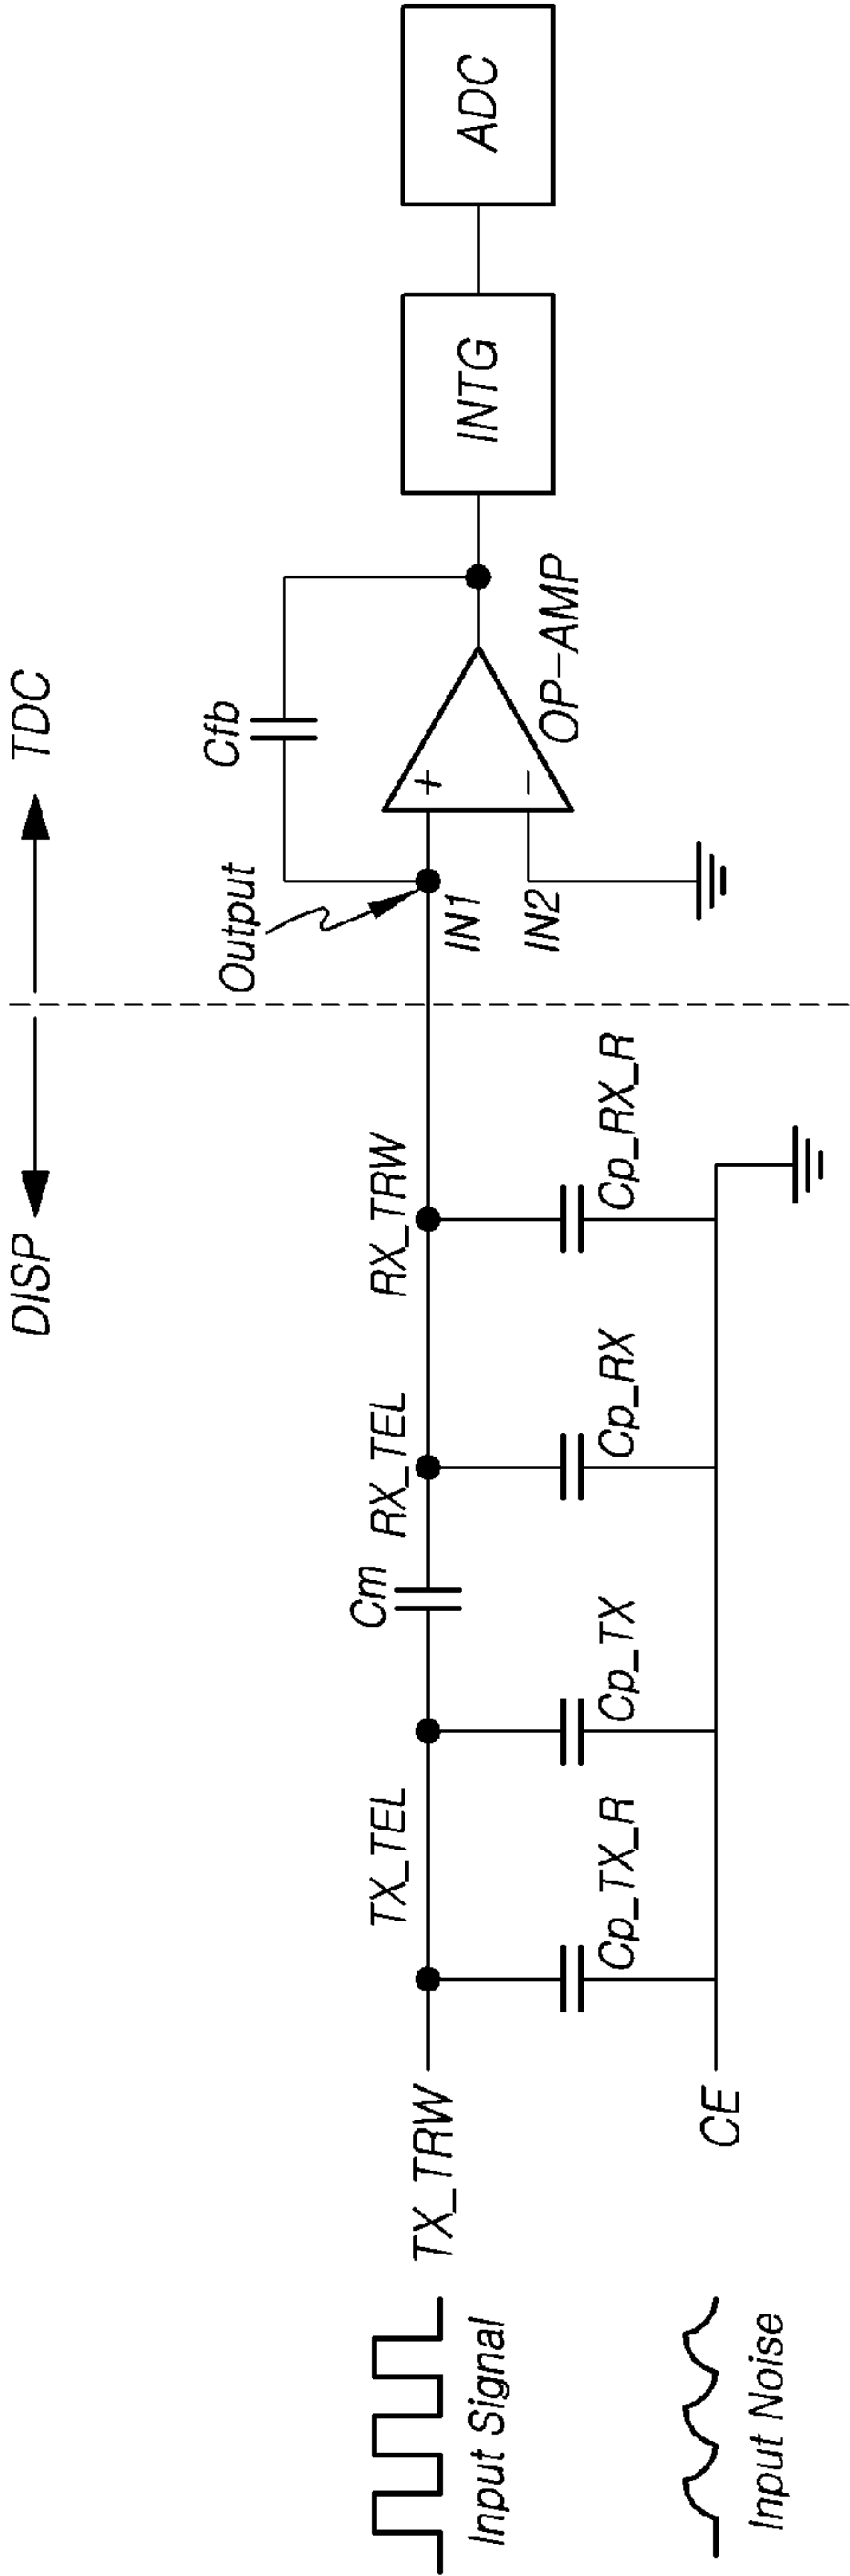 DISP
TDC
Cfb
Output
TX_TRW
TX_TEL
Cm
RX_TEL
RX_TRW
IN1
+
IN2
−
OP−AMP
INTG
ADC
Cp_TX_R
Cp_TX
Cp_RX
Cp_RX_R
CE
Input Signal
Input Noise